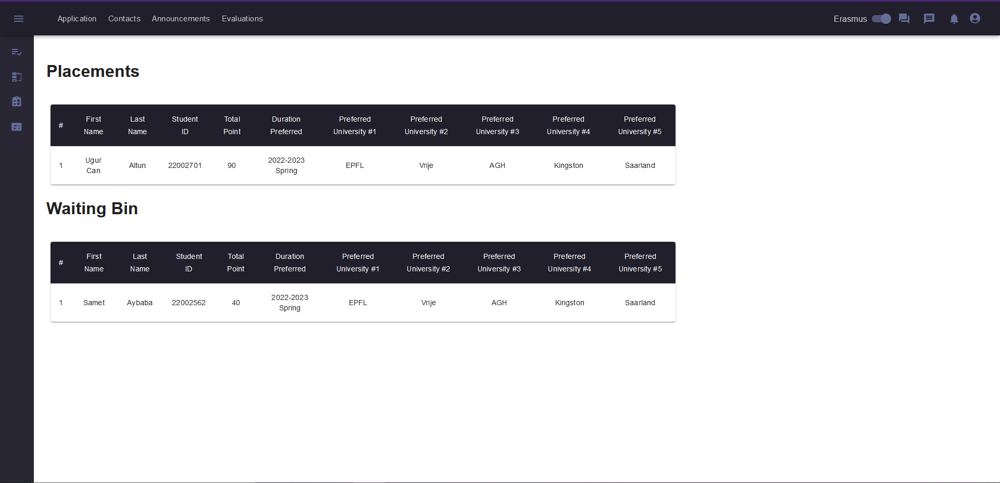 Application Contacts Announcements Evaluations Erasmus
Placements
# First Name Last Name Student ID Total Point Duration Preferred Preferred University #1 Preferred University #2 Preferred University #3 Preferred University #4 Preferred University #5
1 Ugur Can Altun 22002701 90 2022-2023 Spring EPFL Vrije AGH Kingston Saarland
Waiting Bin
# First Name Last Name Student ID Total Point Duration Preferred Preferred University #1 Preferred University #2 Preferred University #3 Preferred University #4 Preferred University #5
1 Samet Aybaba 22002562 40 2022-2023 Spring EPFL Vrije AGH Kingston Saarland